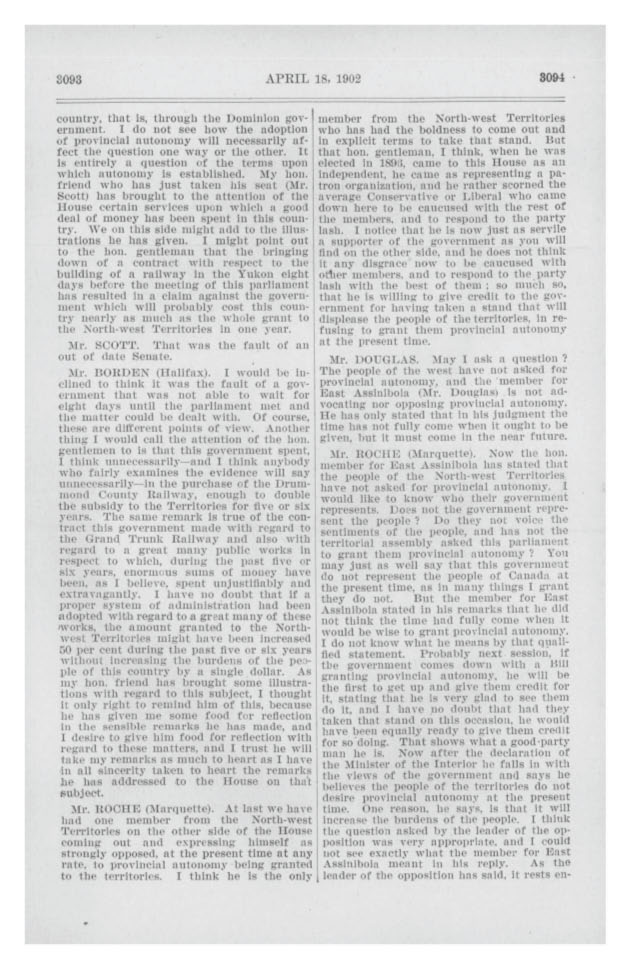 3093
APRIL 18, 1902
3094
country, that is, through the Dominion gov-
ernment. I do not see how the adoption
of provincial autonomy will necessarily af-
fect the question one way or the other. It
is entirely a question of the terms upon
which autonomy is established. My hon.
friend who has just taken his seat (Mr.
Scott) has brought to the attention of the
House certain services upon which a good
deal of money has been spent in this coun-
try. We on this side might add to the illus-
trations he has given. I might point out
to the hon. gentleman that the bringing
down of a contract with respect to the
building of a railway in the Yukon eight
days before the meeting of this parliament
has resulted in a claim against the govern-
ment which will probably cost this coun-
try nearly as much as the whole grant to
the North-west Territories in one year.
Mr. SCOTT. That was the fault of an
out of date Senate.
Mr. BORDEN (Halifax). I would be in-
clined to think it was the fault of a gov-
ernment that was not able to wait for
eight days until the parliament met and
the matter could be dealt with. Of course,
these are different points of view. Another
thing I would call the attention of the hon.
gentlemen to is that this government spent,
I think unnecessarily—and I think anybody
who fairly examines the evidence will say
unnecessarily—in the purchase of the Drum-
mond County Railway, enough to double
the subsidy to the Territories for five or six
years. The same remark is true of the con-
tract this government made with regard to
the Grand Trunk Railway and also with
regard to a great many public works in
respect to which, during the past five or
six years, enormous sums of money have
been, as I believe, spent unjustifiably and
extravagantly. I have no doubt that if a
proper system of administration had been
adopted with regard to a great many of these
works, the amount granted to the North-
west Territories might have been increased
50 per cent during the past five or six years
without increasing the burdens of the peo-
ple of this country by a single dollar. As
my hon. friend has brought some illustra-
tions with regard to this subject, I thought
it only right to remind him of this, because
he has given me some food for reflection
in the sensible remarks he has made, and
I desire to give him food for reflection with
regard to these matters, and I trust he will
take my remarks as much to heart as I have
in all sincerity taken to heart the remarks
he has addressed to the House on that
subject.
Mr. ROCHE (Marquette). At last we have
had one member from the North-west
Territories on the other side of the House
coming out and expressing himself as
strongly opposed, at the present time at any
rate, to provincial autonomy being granted
to the territories. I think he is the only
member from the North-west Territories
who has had the boldness to come out and
in explicit terms to take that stand. But
that hon. gentleman, I think, when he was
elected in 1896, came to this House as an
independent, he came as representing a pa-
tron organization, and he rather scorned the
average Conservative or Liberal who came
down here to be caucused with the rest of
the members, and to respond to the party
lash. I notice that he is now just as servile
a supporter of the government as you will
find on the other side, and he does not think
it any disgrace now to be caucused with
other members, and to respond to the party
lash with the best of them; so much so,
that he is willing to give credit to the gov-
ernment for having taken a stand that will
displease the people of the territories, in re-
fusing to grant them provincial autonomy
at the present time.
Mr. DOUGLAS. May I ask a question ?
The people of the west have not asked for
provincial autonomy, and the member for
East Assiniboia (Mr. Douglas) is not ad-
vocating nor opposing provincial autonomy.
He has only stated that in his judgment the
time has not fully come when it ought to be
given, but it must come in the near future.
Mr. ROCHE (Marquette). Now the hon.
member for East Assiniboia has stated that
the people of the North-west Territories
have not asked for provincial autonomy. I
would like to know who their government
represents. Does not the government repre-
sent the people ? Do they not voice the
sentiments of the people, and has not the
territorial assembly asked this parliament
to grant them provincial autonomy ? You
may just as well say that this government
do not represent the people of Canada at
the present time, as in many things I grant
they do not. But the member for East
Assiniboia stated in his remarks that he did
not think the time had fully come when it
would be wise to grant provincial autonomy.
I do not know what he means by that quali-
fied statement. Probably next session, if
the government comes down with a Bill
granting provincial autonomy, he will be
the first to get up and give them credit for
it, stating that he is very glad to see them
do it, and I have no doubt that had they
taken that stand on this occasion, he would
have been equally ready to give them credit
for so doing. That shows what a good-party
man he is. Now after the declaration of
the Minister of the Interior he falls in with
the views of the government and says he
believes the people of the territories do not
desire provincial autonomy at the present
time. One reason, he says, is that it will
increase the burdens of the people. I think
the question asked by the leader of the op-
position was very appropriate, and I could
not see exactly what the member for East
Assiniboia meant in his reply. As the
leader of the opposition has said, it rests en-